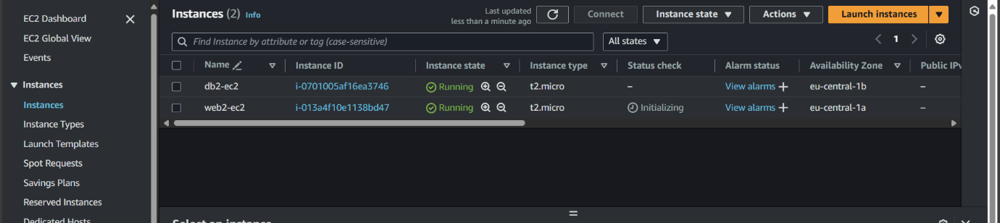 EC2 Dashboard
EC2 Global View
Events
Instances
Instances
Instance Types
Launch Templates
Spot Requests
Savings Plans
Reserved Instances
Dedicated Hosts
Instances (2) Info
Last updated
less than a minute ago
Connect
Instance state
Actions
Launch instances
Find Instance by attribute or tag (case-sensitive)
All states
1
Name Instance ID Instance state Instance type Status check Alarm status Availability Zone Public IPv
db2-ec2 i-0701005af16ea3746 Running t2.micro – View alarms + eu-central-1b –
web2-ec2 i-013a4f10e1138bd47 Running t2.micro Initializing View alarms + eu-central-1a –
Select an instance